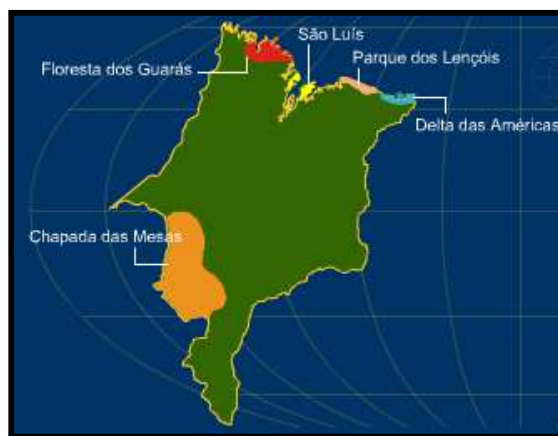 São Luís
Parque dos Lençóis
Floresta dos Guarás
Delta das Américas
Chapada das Mesas